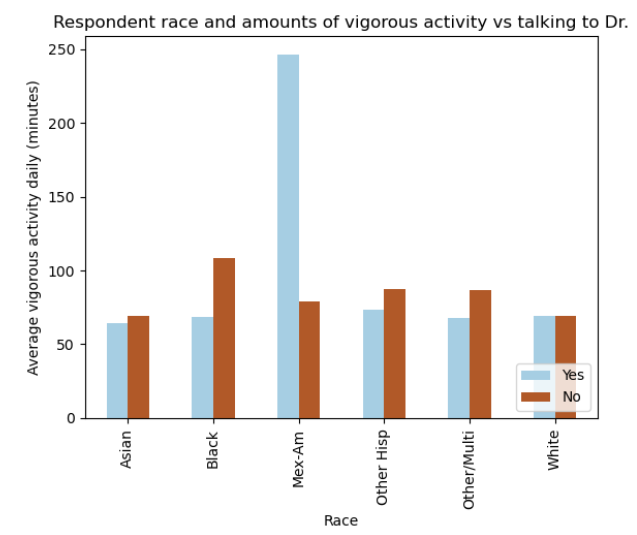 Respondent race and amounts of vigorous activity vs talking to Dr.
Average vigorous activity daily (minutes)
250
200
150
100
50
0
Yes
No
Asian
Black
Mex-Am
Other Hisp
Other/Multi
White
Race